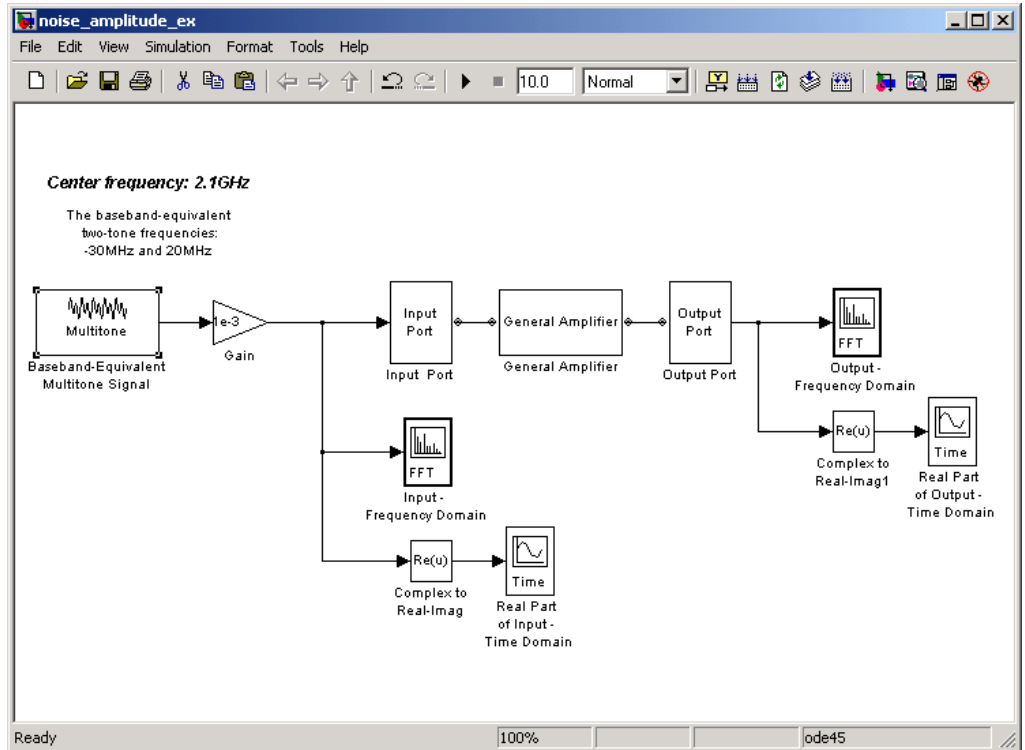 noise_amplitude_ex
File Edit View Simulation Format Tools Help
10.0 Normal
Center frequency: 2.1GHz
The baseband-equivalent
two-tone frequencies:
-30MHz and 20MHz
Multitone
Baseband-Equivalent
Multitone Signal
1e-3
Gain
Input
Port
Input Port
General Amplifier
General Amplifier
Output
Port
Output Port
FFT
Output -
Frequency Domain
Re(u)
Complex to
Real-Imag1
Time
Real Part
of Output -
Time Domain
FFT
Input -
Frequency Domain
Re(u)
Complex to
Real-Imag
Time
Real Part
of Input -
Time Domain
Ready 100% ode45